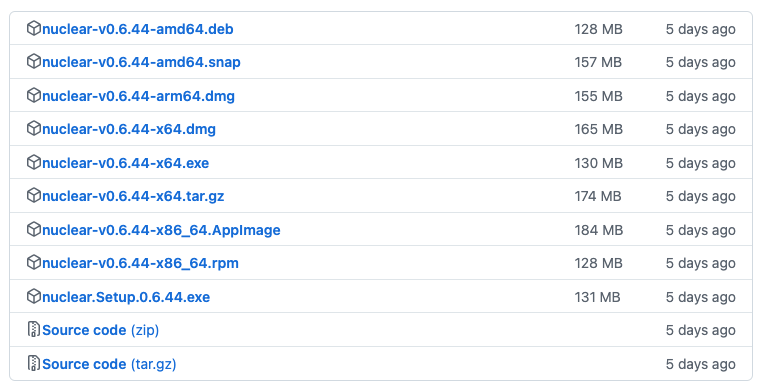 nuclear-v0.6.44-amd64.deb 128 MB 5 days ago
nuclear-v0.6.44-amd64.snap 157 MB 5 days ago
nuclear-v0.6.44-arm64.dmg 155 MB 5 days ago
nuclear-v0.6.44-x64.dmg 165 MB 5 days ago
nuclear-v0.6.44-x64.exe 130 MB 5 days ago
nuclear-v0.6.44-x64.tar.gz 174 MB 5 days ago
nuclear-v0.6.44-x86_64.AppImage 184 MB 5 days ago
nuclear-v0.6.44-x86_64.rpm 128 MB 5 days ago
nuclear.Setup.0.6.44.exe 131 MB 5 days ago
Source code (zip) 5 days ago
Source code (tar.gz) 5 days ago